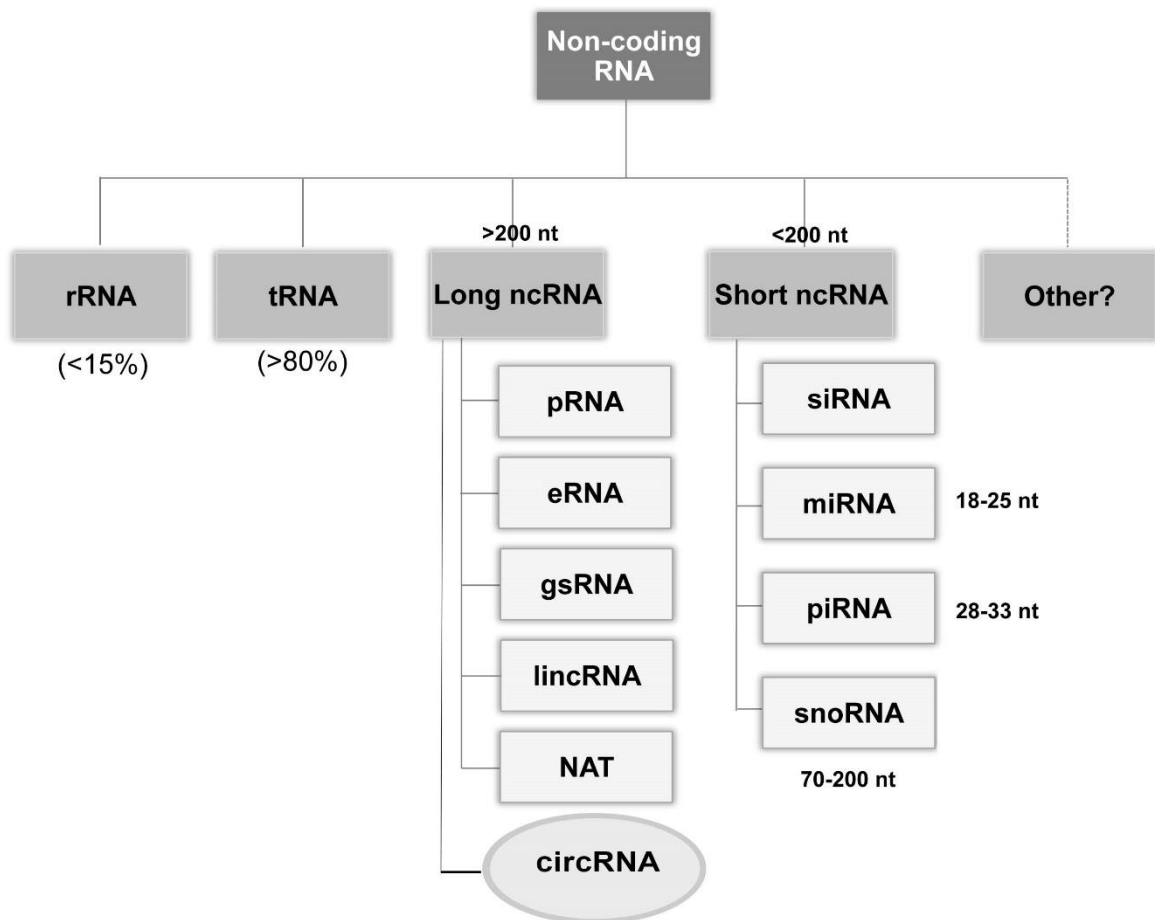 Non-coding
RNA
>200 nt
<200 nt
rRNA
tRNA
Long ncRNA
Short ncRNA
Other?
(<15%)
(>80%)
pRNA
eRNA
gsRNA
lincRNA
NAT
circRNA
siRNA
miRNA
18-25 nt
piRNA
28-33 nt
snoRNA
70-200 nt